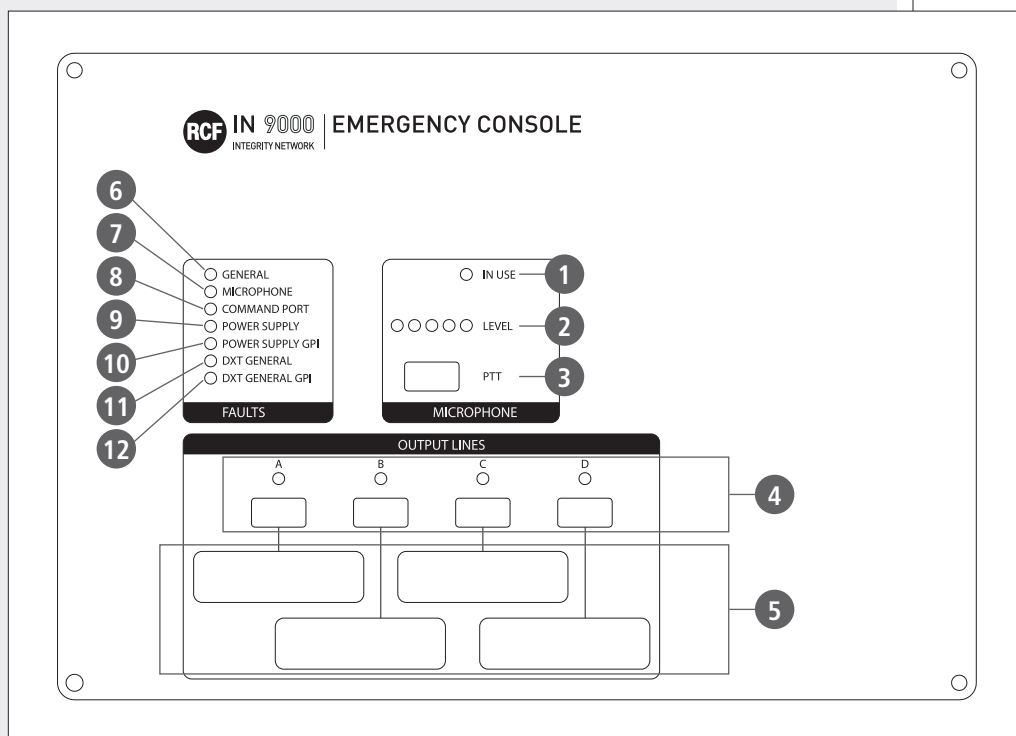 RCF IN 9000 EMERGENCY CONSOLE
INTEGRITY NETWORK
6
7
8
9
10
11
12
GENERAL
MICROPHONE
COMMAND PORT
POWER SUPPLY
POWER SUPPLY GPI
DXT GENERAL
DXT GENERAL GPI
FAULTS
IN USE 1
LEVEL 2
PTT 3
MICROPHONE
OUTPUT LINES
A B C D
4
5